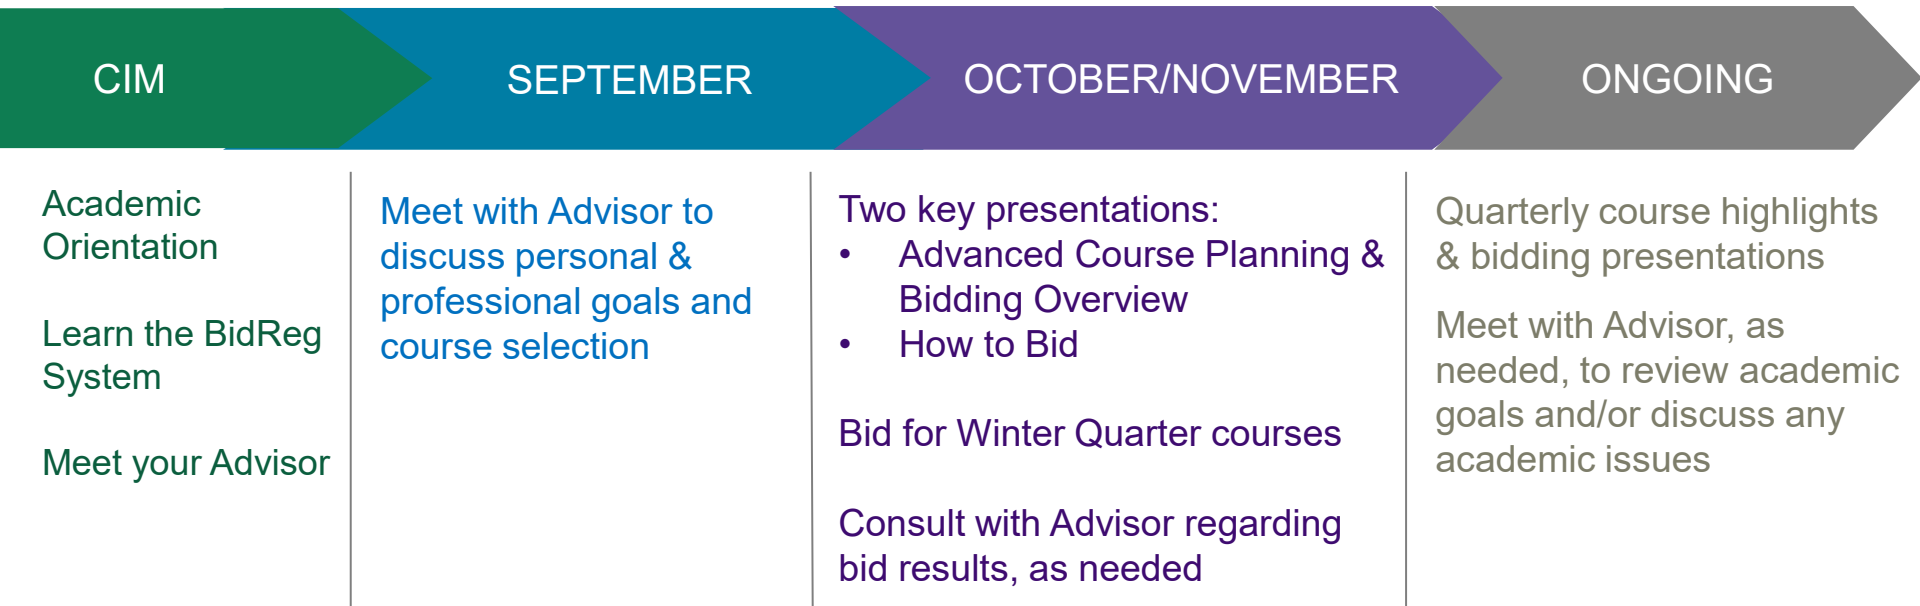 CIM
SEPTEMBER
OCTOBER/NOVEMBER
ONGOING
Academic
Orientation
Learn the BidReg
System
Meet your Advisor
Meet with Advisor to
discuss personal &
professional goals and
course selection
Two key presentations:
• Advanced Course Planning &
Bidding Overview
• How to Bid
Bid for Winter Quarter courses
Consult with Advisor regarding
bid results, as needed
Quarterly course highlights
& bidding presentations
Meet with Advisor, as
needed, to review academic
goals and/or discuss any
academic issues